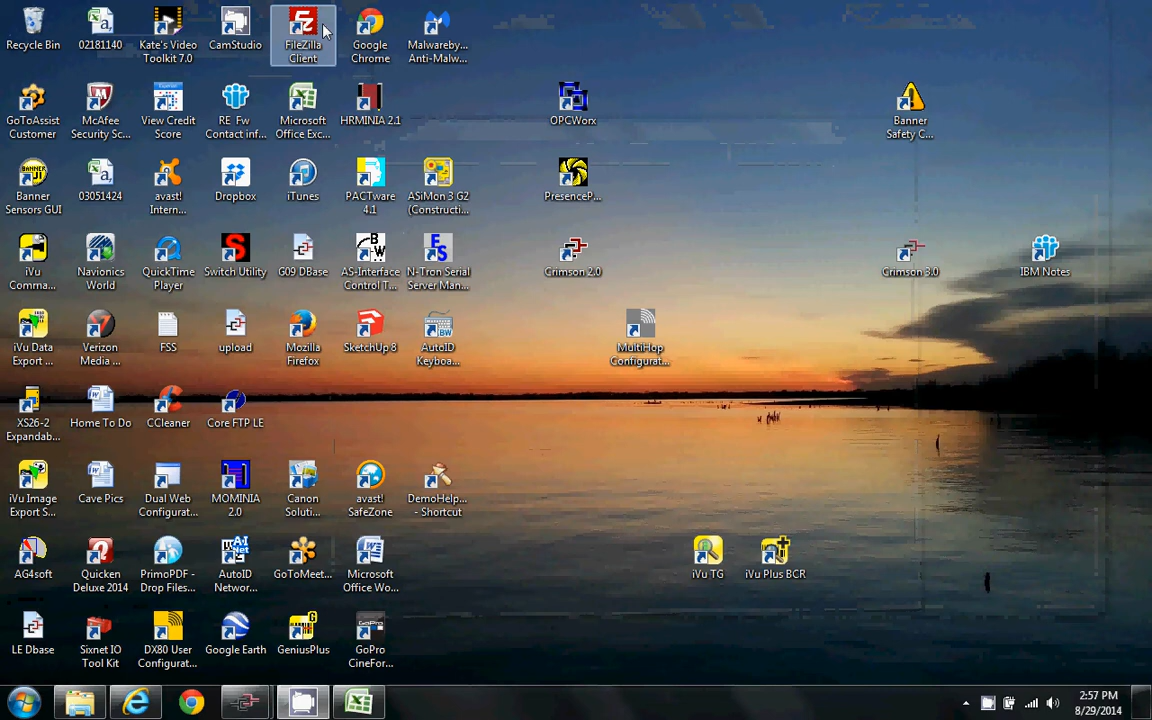 Recycle Bin
02181140
Kate's Video
Toolkit 7.0
CamStudio
FileZilla
Client
Google
Chrome
Malwareby...
Anti-Malw...
GoToAssist
Customer
McAfee
Security Sc...
View Credit
Score
RE_Fw_
Contact inf...
Microsoft
Office Exc...
HRMINIA 2.1
OPCWorx
Banner
Safety C...
Banner
Sensors GUI
03051424
avast!
Intern...
Dropbox
iTunes
PACTware
4.1
ASiMon 3 G2
(Constructi...
PresenceP...
iVu
Comma...
Navionics
World
QuickTime
Player
Switch Utility
G09 DBase
AS-Interface
Control T...
N-Tron Serial
Server Man...
Crimson 2.0
Crimson 3.0
IBM Notes
iVu Data
Export ...
Verizon
Media ...
FSS
upload
Mozilla
Firefox
SketchUp 8
AutoID
Keyboa...
MultiHop
Configurat...
XS26-2
Expandab...
Home To Do
CCleaner
Core FTP LE
iVu Image
Export S...
Cave Pics
Dual Web
Configurat...
MOMINIA
2.0
Canon
Soluti...
avast!
SafeZone
DemoHelp...
- Shortcut
AG4soft
Quicken
Deluxe 2014
PrimoPDF -
Drop Files...
AutoID
Networ...
GoToMeet...
Microsoft
Office Wo...
iVu TG
iVu Plus BCR
LE Dbase
Sixnet IO
Tool Kit
DX80 User
Configurat...
Google Earth
GeniusPlus
GoPro
CineFor...
2:57 PM
8/29/2014